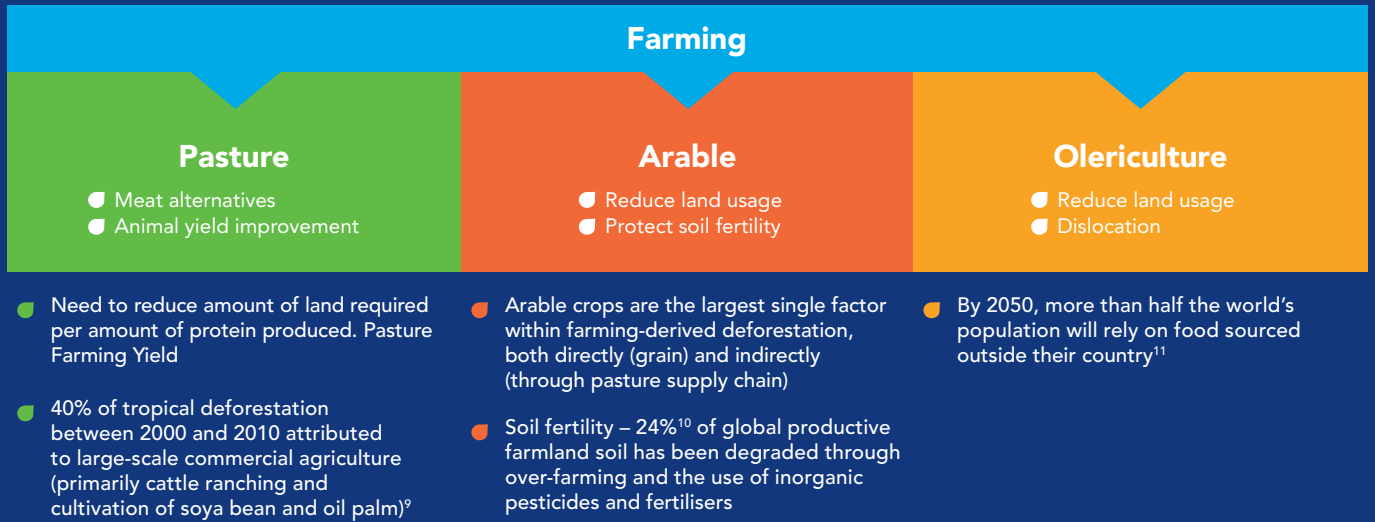 Farming
Pasture
Meat alternatives
Animal yield improvement
Need to reduce amount of land required
per amount of protein produced. Pasture
Farming Yield
40% of tropical deforestation
between 2000 and 2010 attributed
to large-scale commercial agriculture
(primarily cattle ranching and
cultivation of soya bean and oil palm)⁹
Arable
Reduce land usage
Protect soil fertility
Arable crops are the largest single factor
within farming-derived deforestation,
both directly (grain) and indirectly
(through pasture supply chain)
Soil fertility – 24%¹⁰ of global productive
farmland soil has been degraded through
over-farming and the use of inorganic
pesticides and fertilisers
Olericulture
Reduce land usage
Dislocation
By 2050, more than half the world's
population will rely on food sourced
outside their country¹¹